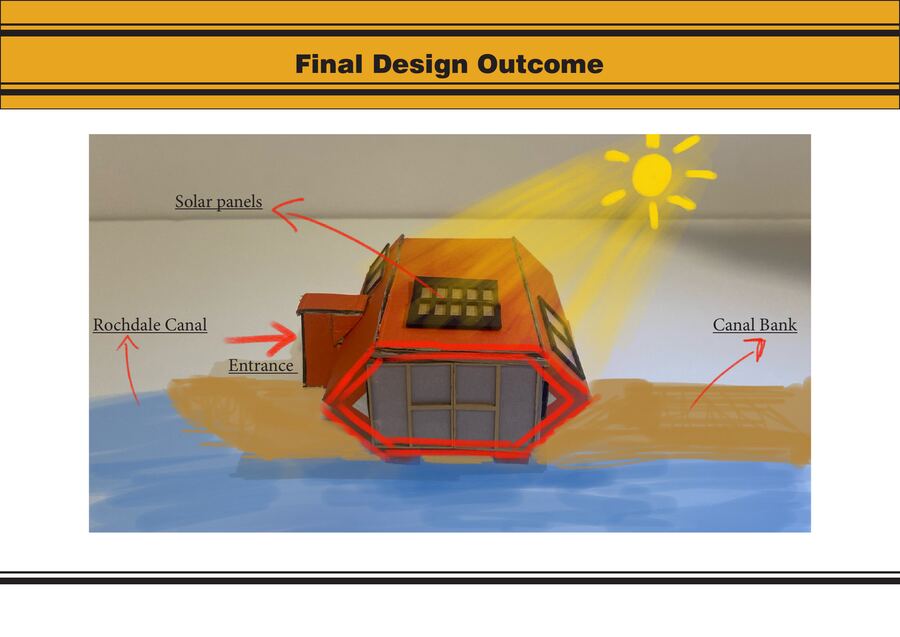 Final Design Outcome
Solar panels
Rochdale Canal
Canal Bank
Entrance